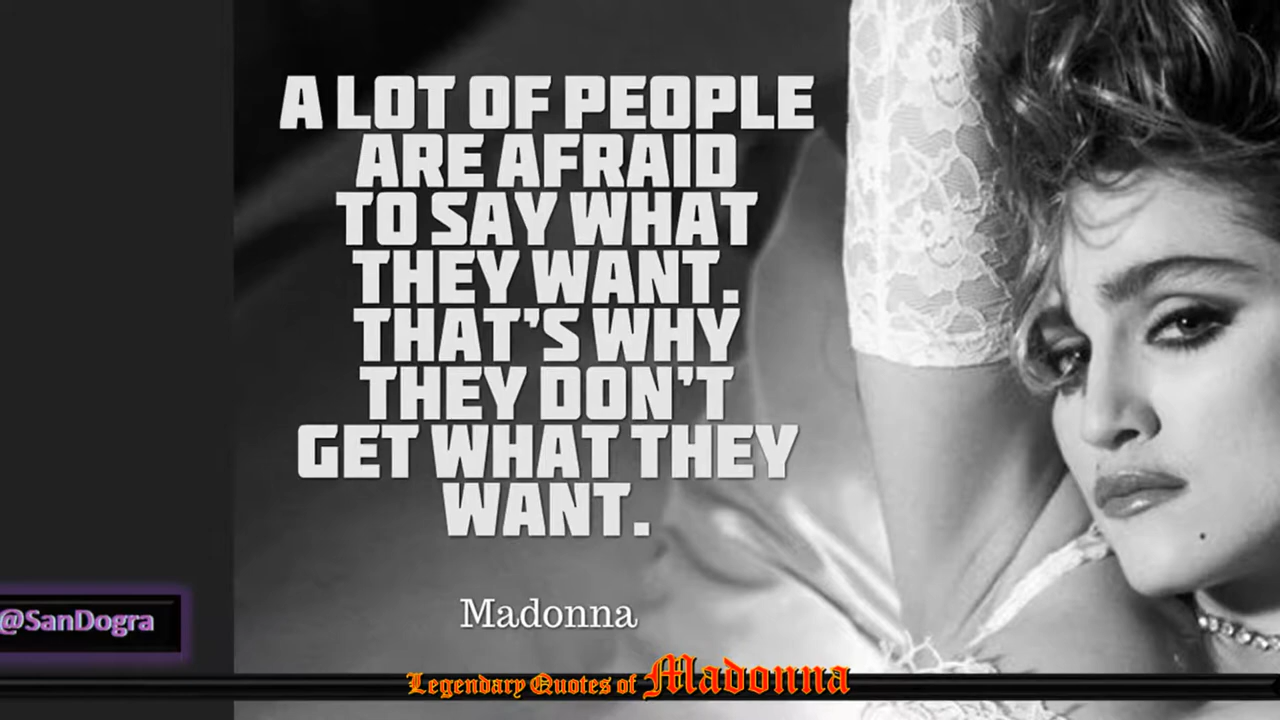 A LOT OF PEOPLE
ARE AFRAID
TO SAY WHAT
THEY WANT.
THAT'S WHY
THEY DON'T
GET WHAT THEY
WANT.
Madonna
@SanDogra
Legendary Quotes of Madonna